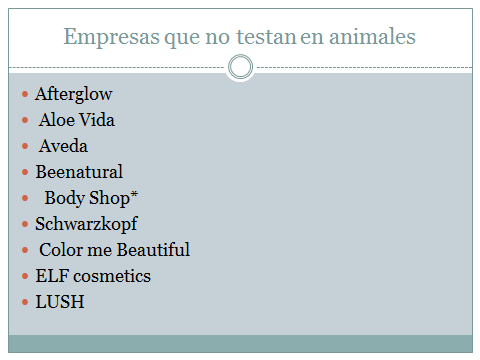 Empresas que no testan en animales
Afterglow
Aloe Vida
Aveda
Beenatural
Body Shop*
Schwarzkopf
Color me Beautiful
ELF cosmetics
LUSH